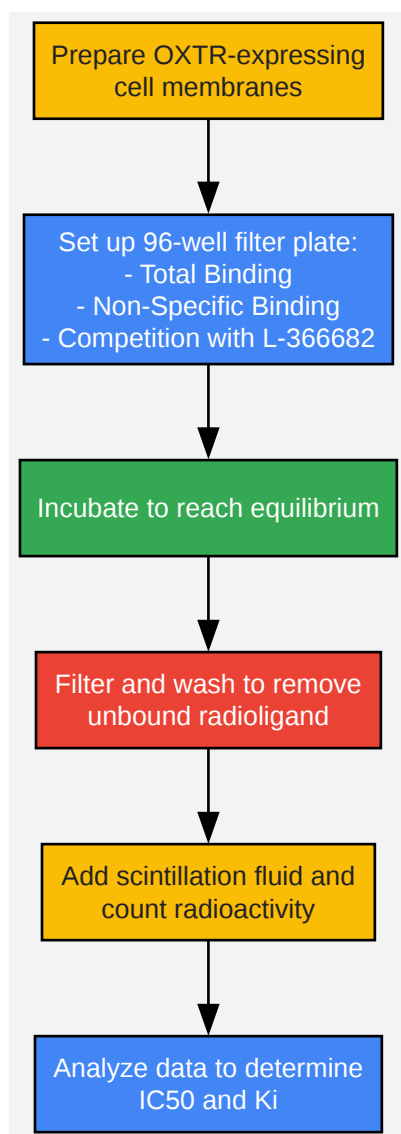 Prepare OXTR-expressing
cell membranes
Set up 96-well filter plate:
- Total Binding
- Non-Specific Binding
- Competition with L-366682
Incubate to reach equilibrium
Filter and wash to remove
unbound radioligand
Add scintillation fluid and
count radioactivity
Analyze data to determine
IC50 and Ki